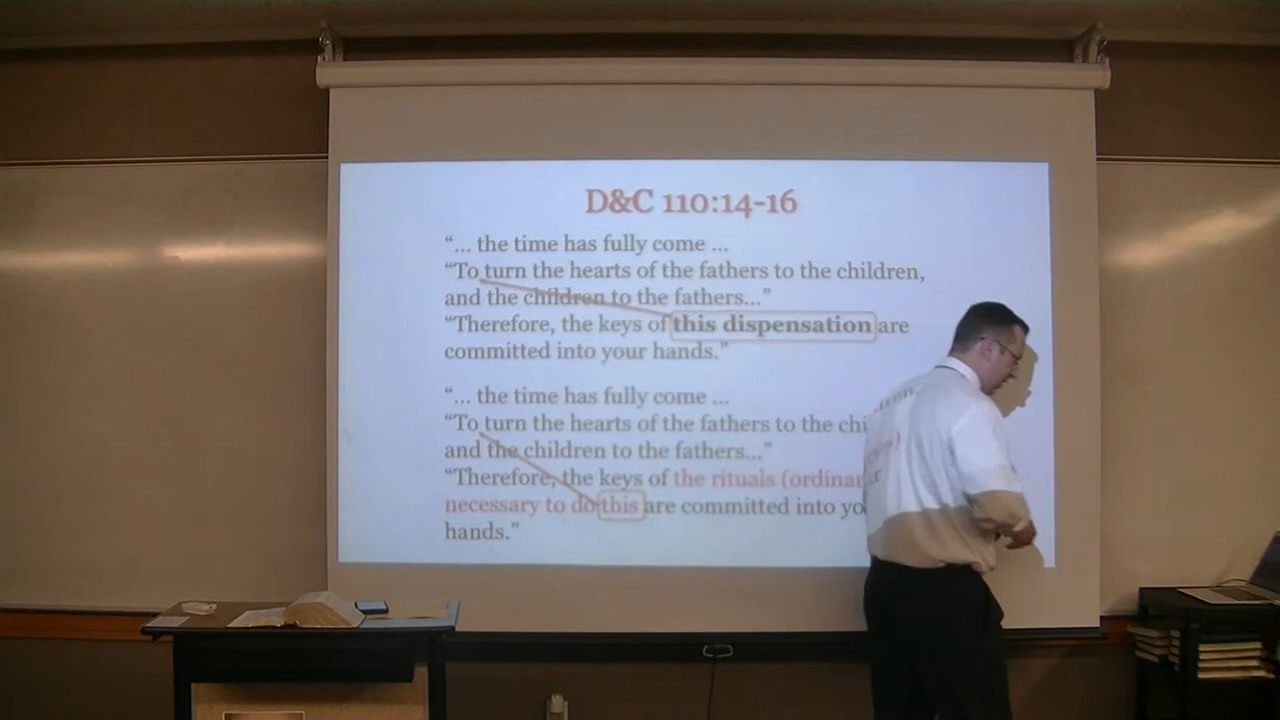 D&C 110:14-16
“... the time has fully come ...
“To turn the hearts of the fathers to the children,
and the children to the fathers...”
“Therefore, the keys of this dispensation are
committed into your hands.”
“... the time has fully come ...
“To turn the hearts of the fathers to the
and the children to the fathers...”
“Therefore, the keys of the rituals
necessary to do this are committed into
hands.”